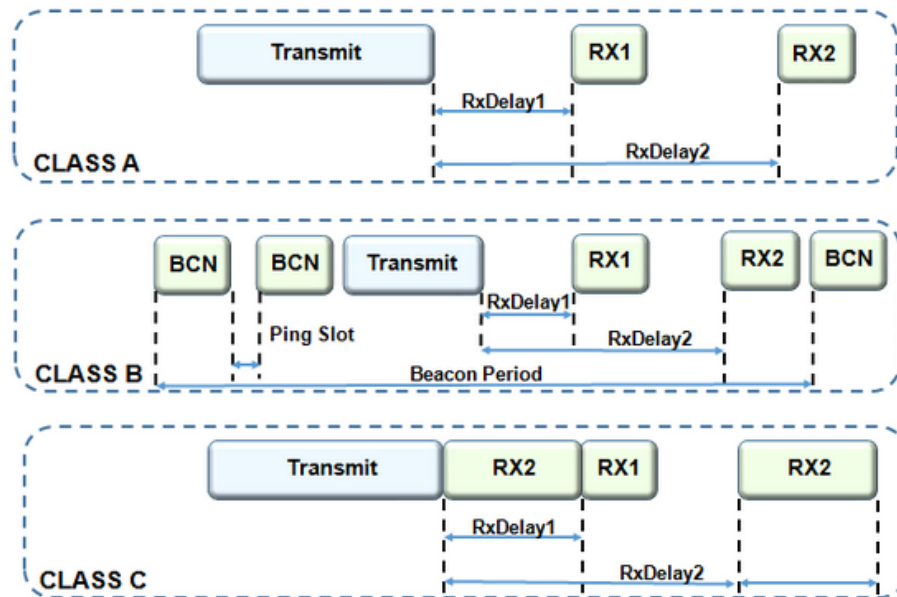 Transmit
RX1
RX2
RxDelay1
RxDelay2
CLASS A
BCN
BCN
Transmit
RX1
RX2
BCN
RxDelay1
Ping Slot
RxDelay2
CLASS B
Beacon Period
Transmit
RX2
RX1
RX2
RxDelay1
RxDelay2
CLASS C